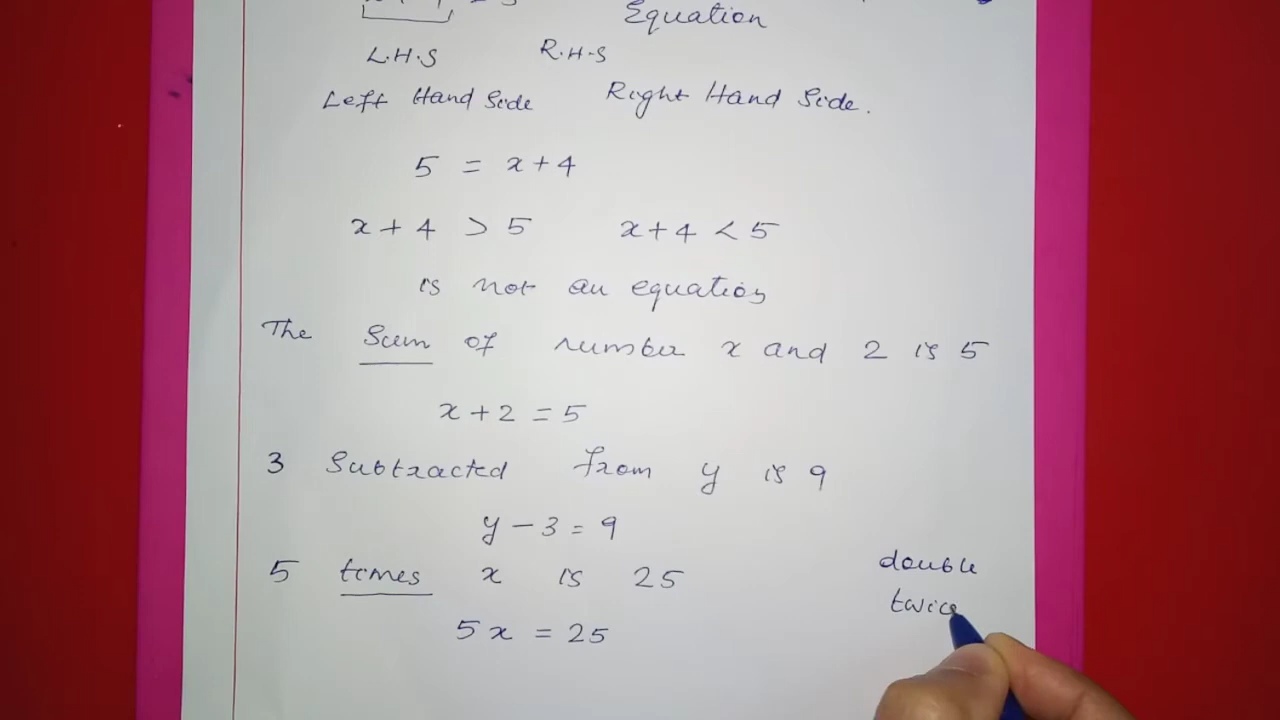 Equation
L.H.S R.H.S
Left Hand Side Right Hand Side.
5 = x+4
x + 4 > 5 x+4 < 5
is not an equation
The Sum of number x and 2 is 5
x + 2 = 5
3 Subtracted from y is 9
y - 3 = 9
5 times x is 25
5x = 25
double
twice